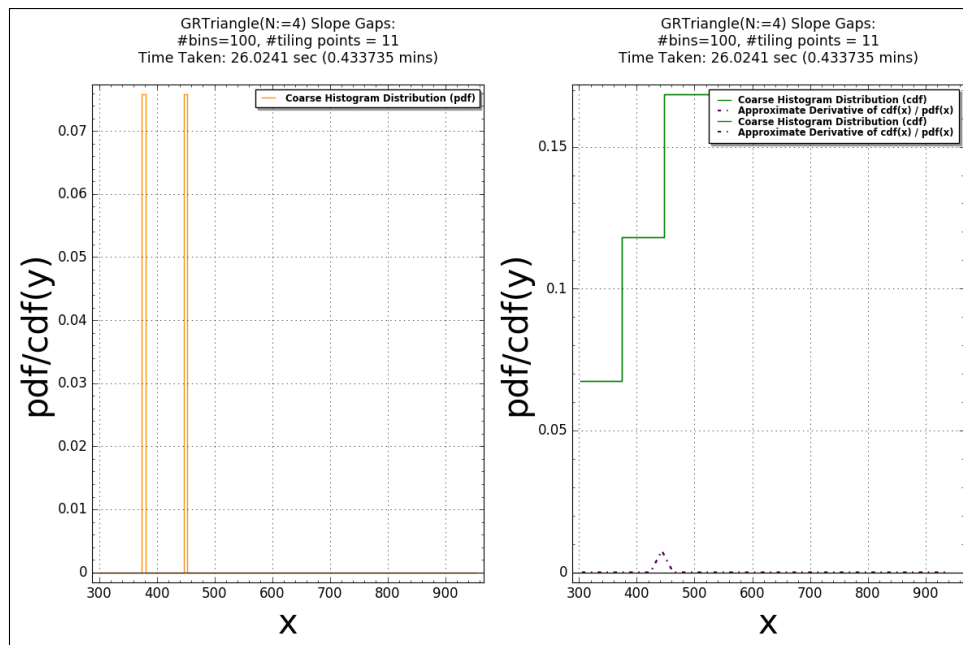 GRTriangle(N:=4) Slope Gaps:
#bins=100, #tiling points = 11
Time Taken: 26.0241 sec (0.433735 mins)
Coarse Histogram Distribution (pdf)
0.07
0.06
0.05
0.04
0.03
0.02
0.01
0
pdf/cdf(y)
300 400 500 600 700 800 900
x
GRTriangle(N:=4) Slope Gaps:
#bins=100, #tiling points = 11
Time Taken: 26.0241 sec (0.433735 mins)
Coarse Histogram Distribution (cdf)
Approximate Derivative of cdf(x) / pdf(x)
Coarse Histogram Distribution (cdf)
Approximate Derivative of cdf(x) / pdf(x)
0.15
0.1
0.05
0
pdf/cdf(y)
300 400 500 600 700 800 900
x